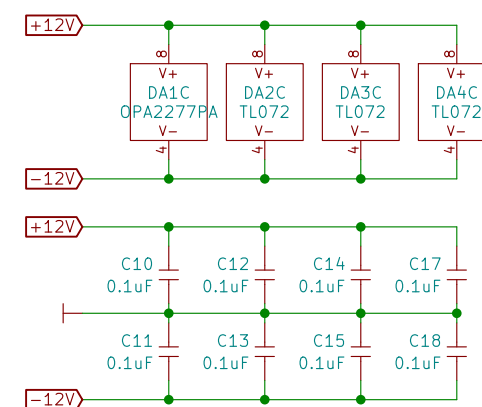 +12V
8 8 8 8
V+ V+ V+ V+
DA1C DA2C DA3C DA4C
OPA2277PA TL072 TL072 TL072
V- V- V- V-
4 4 4 4
-12V
+12V
C10 C12 C14 C17
0.1uF 0.1uF 0.1uF 0.1uF
C11 C13 C15 C18
0.1uF 0.1uF 0.1uF 0.1uF
-12V